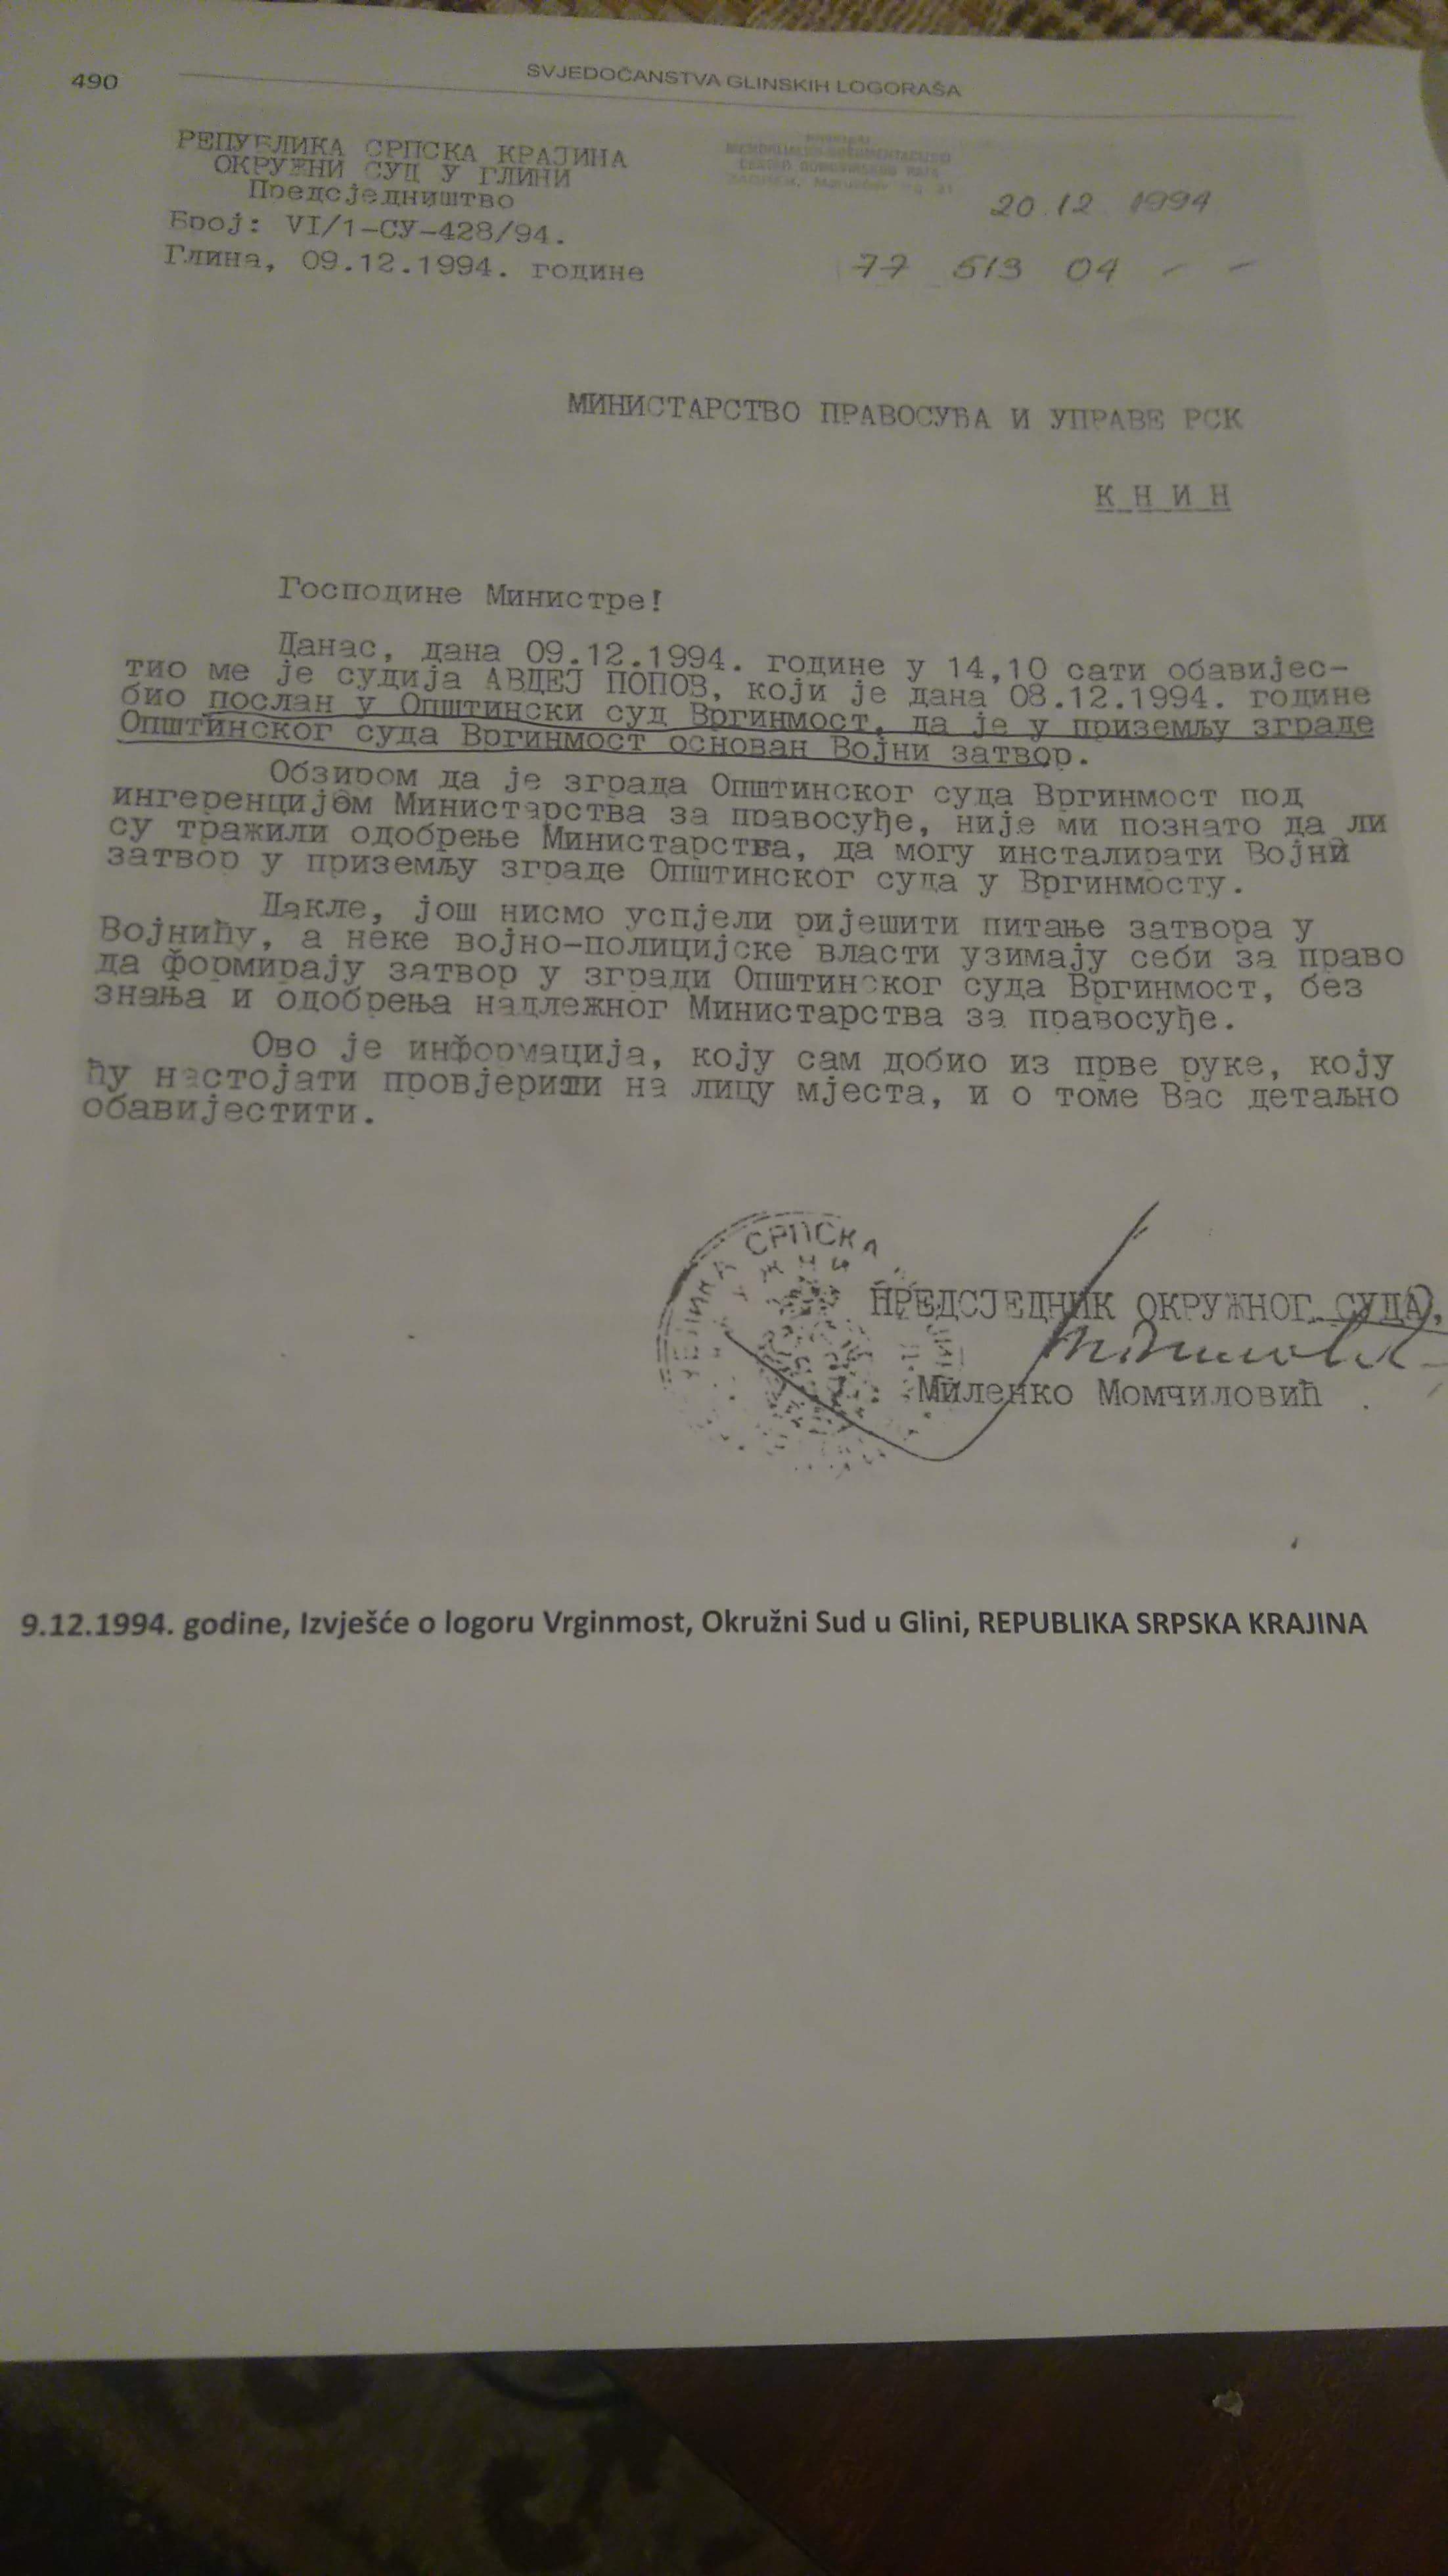 490
SVJEDOČANSTVA GLINSKIH LOGORAŠA
РЕПУБЛИКА СРПСКА КРАЈИНА
ОКРУЖНИ СУД У ГЛИНИ
Предсједништво
Број: VI/1-СУ-428/94.
Глина, 09.12.1994. године
20 12 1994
77 513 04 - -
МИНИСТАРСТВО ПРАВОСУЂА И УПРАВЕ РСК
К Н И Н
Господине Министре!
Данас, дана 09.12.1994. године у 14,10 сати обавијес-
тио ме је судија АВДЕЈ ПОПОВ, који је дана 08.12.1994. године
био послан у Општински суд Вргинмост, да је у приземљу зграде
Општинског суда Вргинмост основан Војни затвор.
Обзиром да је зграда Општинског суда Вргинмост под
ингеренцијом Министарства за правосуђе, није ми познато да ли
су тражили одобрење Министарства, да могу инсталирати Војни
затвор у приземљу зграде Општинског суда у Вргинмосту.
Дакле, још нисмо успјели ријешити питање затвора у
Војнићу, а неке војно-полицијске власти узимају себи за право
да формирају затвор у згради Општинског суда Вргинмост, без
знања и одобрења надлежног Министарства за правосуђе.
Ово је информација, коју сам добио из прве руке, коју
ћу настојати провјерити на лицу мјеста, и о томе Вас детаљно
обавијестити.
СРПСКА
ПРЕДСЈЕДНИК ОКРУЖНОГ СУДА,
Миленко Момчиловић
9.12.1994. godine, Izvješće o logoru Vrginmost, Okružni Sud u Glini, REPUBLIKA SRPSKA KRAJINA